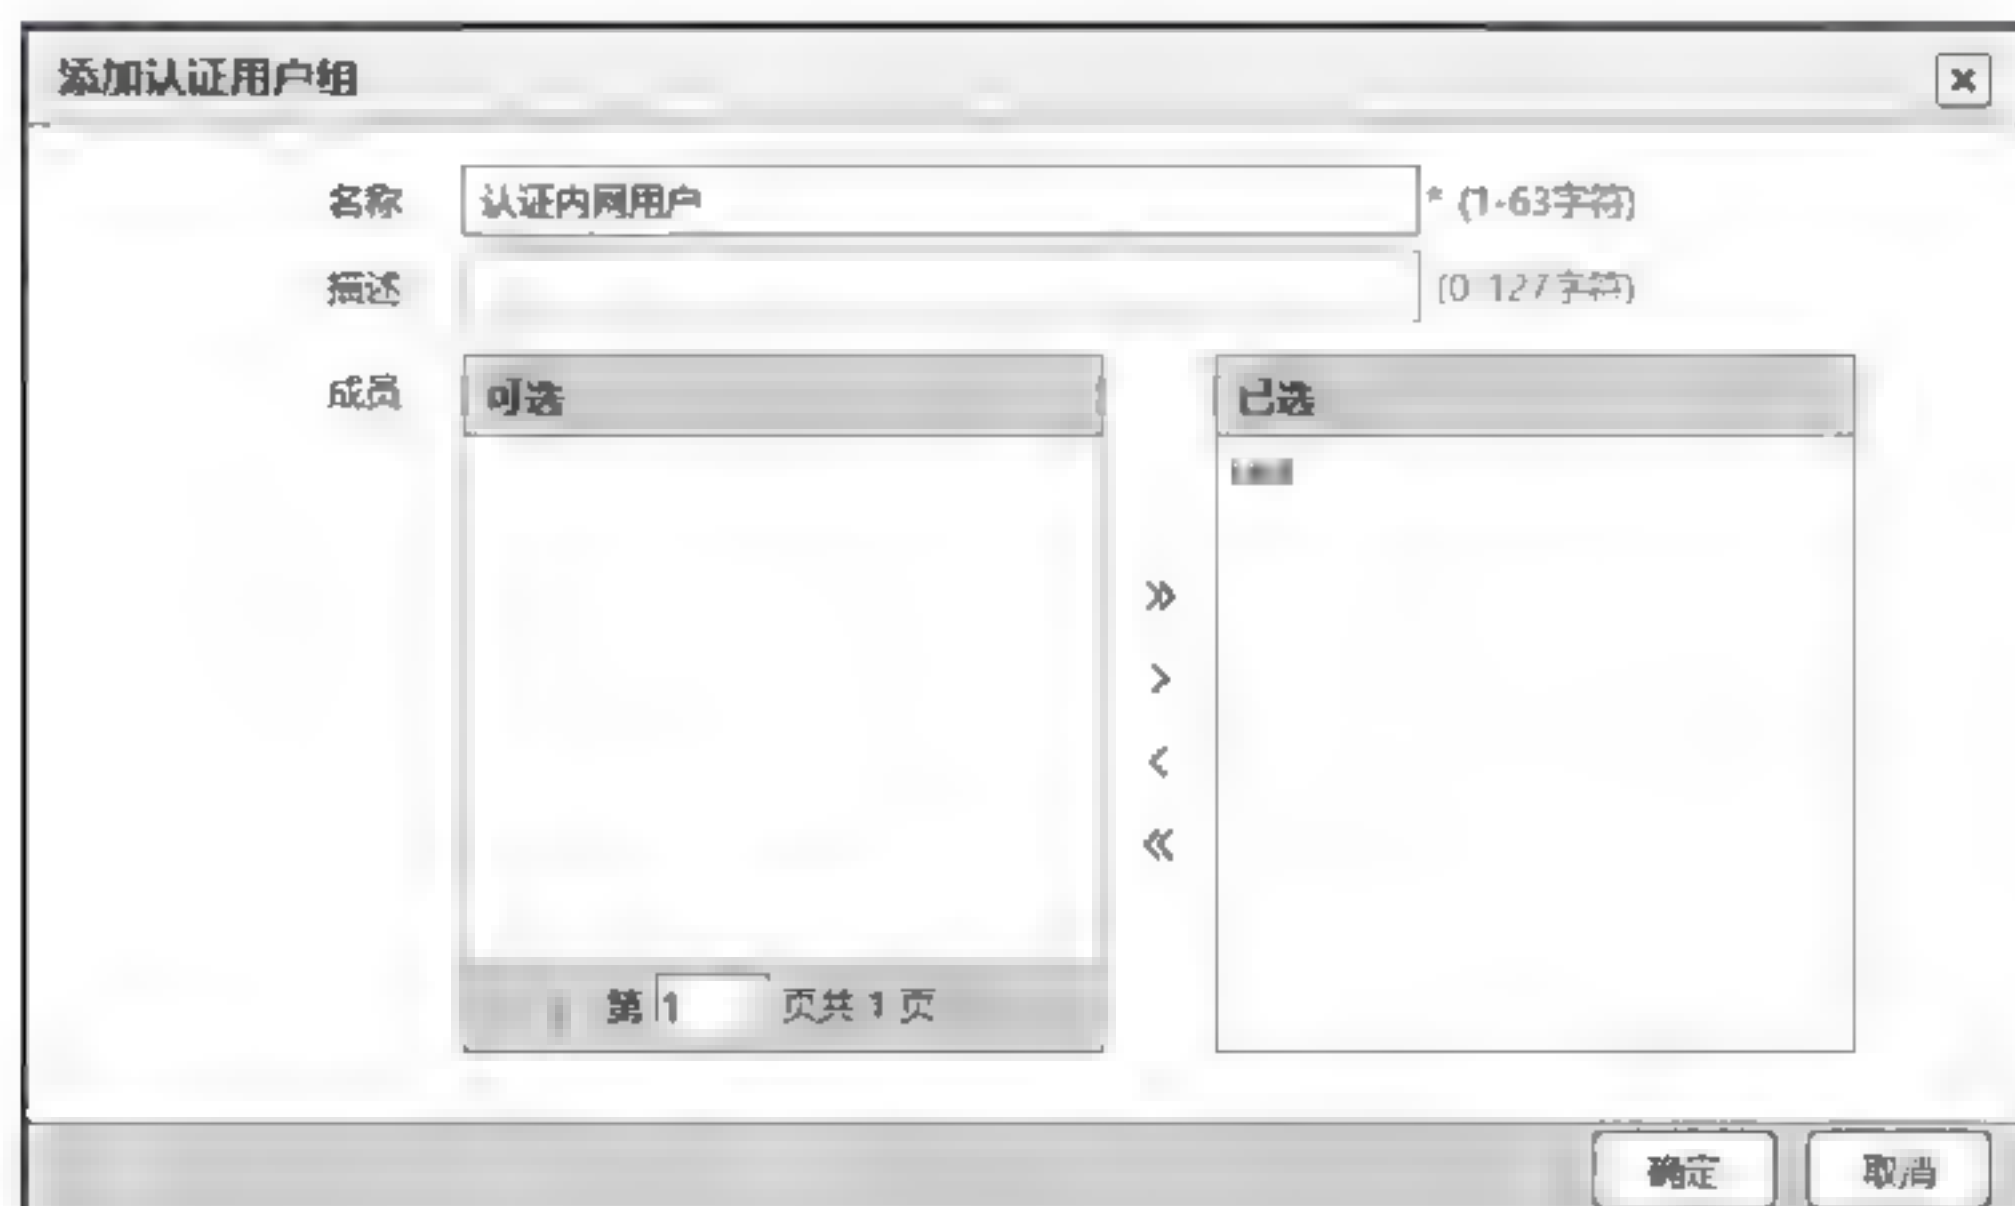 添加认证用户组
名称 认证内网用户 * (1-63字符)
描述 (0-127字符)
成员 可选 已选
»
>
<
«
第 1 页共 1 页
确定 取消